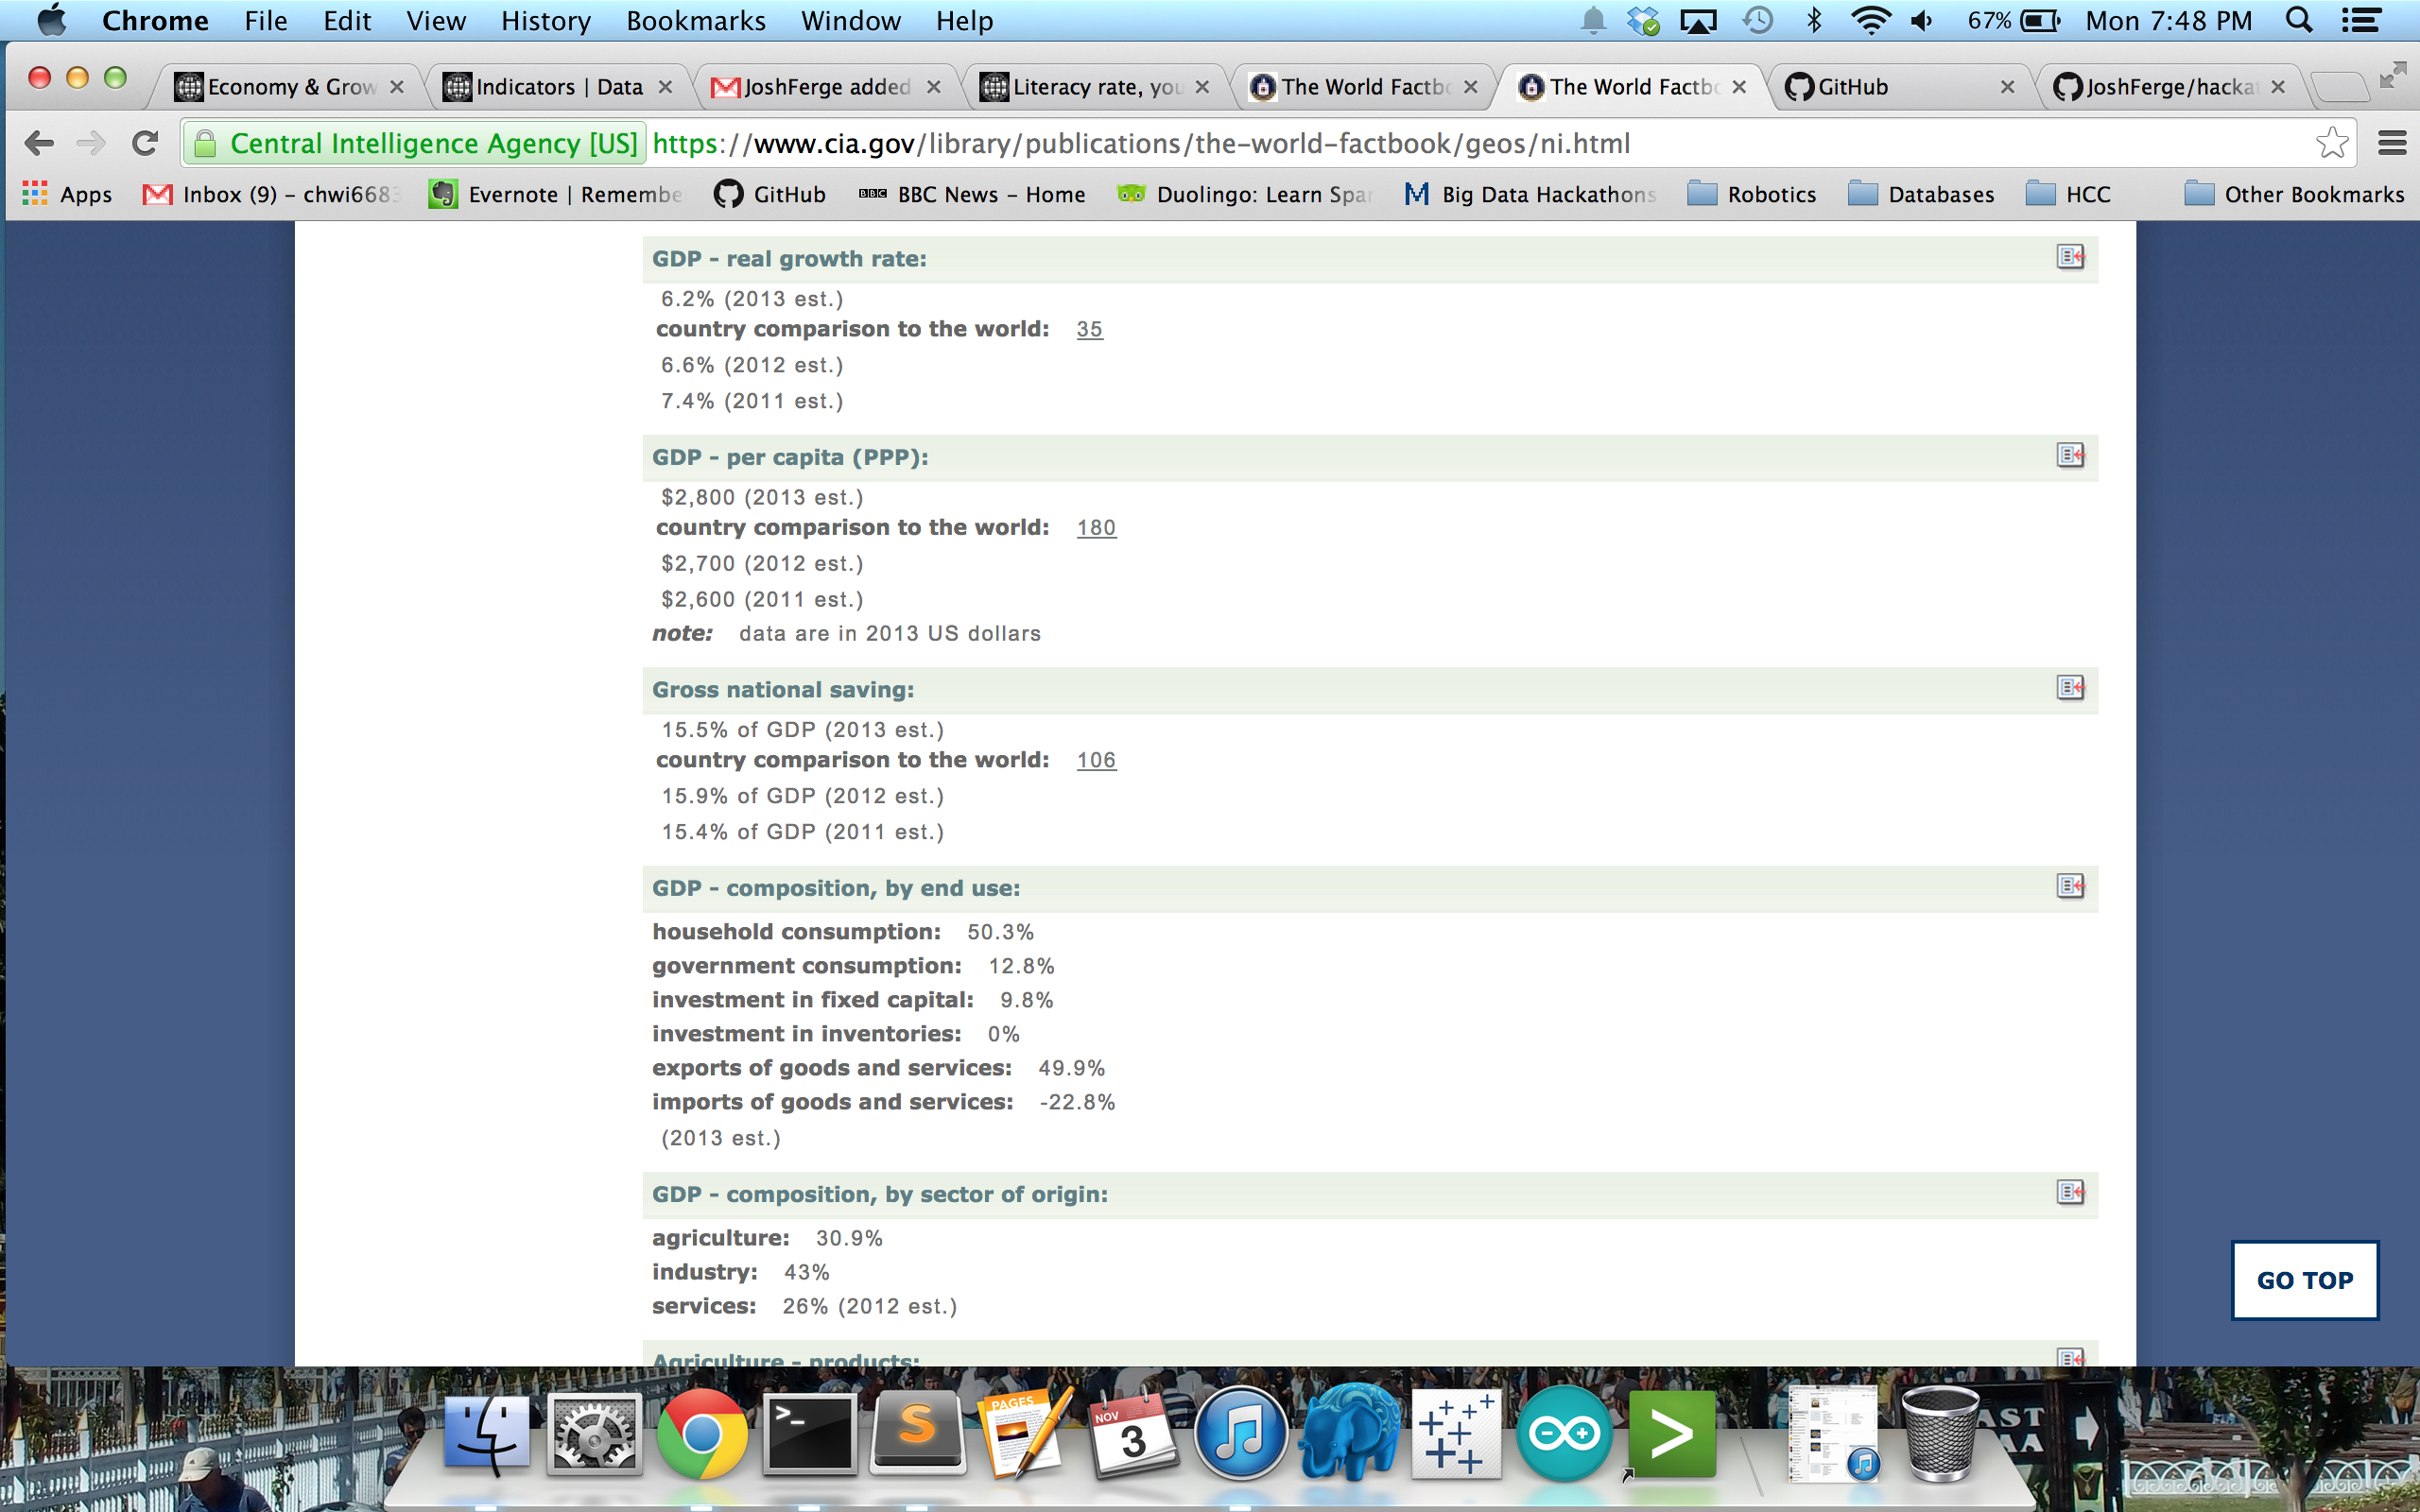 Chrome File Edit View History Bookmarks Window Help 67% Mon 7:48 PM
Economy & Grow Indicators | Data JoshFerge added Literacy rate, you The World Factbo The World Factbo GitHub JoshFerge/hackat
Central Intelligence Agency [US] https://www.cia.gov/library/publications/the-world-factbook/geos/ni.html
Apps Inbox (9) – chwi6683 Evernote | Remembe GitHub BBC BBC News – Home Duolingo: Learn Spar M Big Data Hackathons Robotics Databases HCC Other Bookmarks
GDP - real growth rate:
6.2% (2013 est.)
country comparison to the world: 35
6.6% (2012 est.)
7.4% (2011 est.)
GDP - per capita (PPP):
$2,800 (2013 est.)
country comparison to the world: 180
$2,700 (2012 est.)
$2,600 (2011 est.)
note: data are in 2013 US dollars
Gross national saving:
15.5% of GDP (2013 est.)
country comparison to the world: 106
15.9% of GDP (2012 est.)
15.4% of GDP (2011 est.)
GDP - composition, by end use:
household consumption: 50.3%
government consumption: 12.8%
investment in fixed capital: 9.8%
investment in inventories: 0%
exports of goods and services: 49.9%
imports of goods and services: -22.8%
(2013 est.)
GDP - composition, by sector of origin:
agriculture: 30.9%
industry: 43%
services: 26% (2012 est.)
GO TOP
Agriculture - products:
>_ S PAGES NOV 3 >
AST